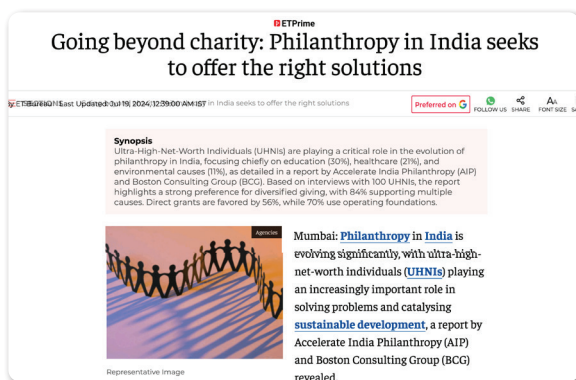 ETPrime
Going beyond charity: Philanthropy in India seeks
to offer the right solutions
Last Updated: Jul 19, 2024, 12:39:00 AM IST
in India seeks to offer the right solutions
Preferred on G
FOLLOW US
SHARE
FONT SIZE
Synopsis
Ultra-High-Net-Worth Individuals (UHNIs) are playing a critical role in the evolution of
philanthropy in India, focusing chiefly on education (30%), healthcare (21%), and
environmental causes (11%), as detailed in a report by Accelerate India Philanthropy (AIP)
and Boston Consulting Group (BCG). Based on interviews with 100 UHNIs, the report
highlights a strong preference for diversified giving, with 84% supporting multiple
causes. Direct grants are favored by 56%, while 70% use operating foundations.
Agencies
Representative Image
Mumbai: Philanthropy in India is
evolving significantly, with ultra-high-
net-worth individuals (UHNIs) playing
an increasingly important role in
solving problems and catalysing
sustainable development, a report by
Accelerate India Philanthropy (AIP)
and Boston Consulting Group (BCG)
revealed.